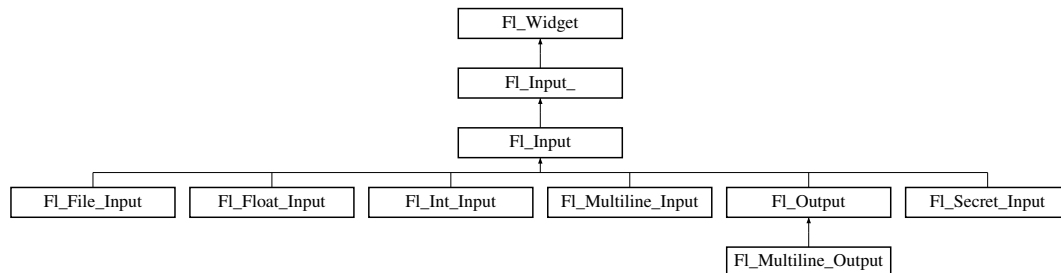 Fl_Widget
Fl_Input_
Fl_Input
Fl_File_Input
Fl_Float_Input
Fl_Int_Input
Fl_Multiline_Input
Fl_Output
Fl_Secret_Input
Fl_Multiline_Output